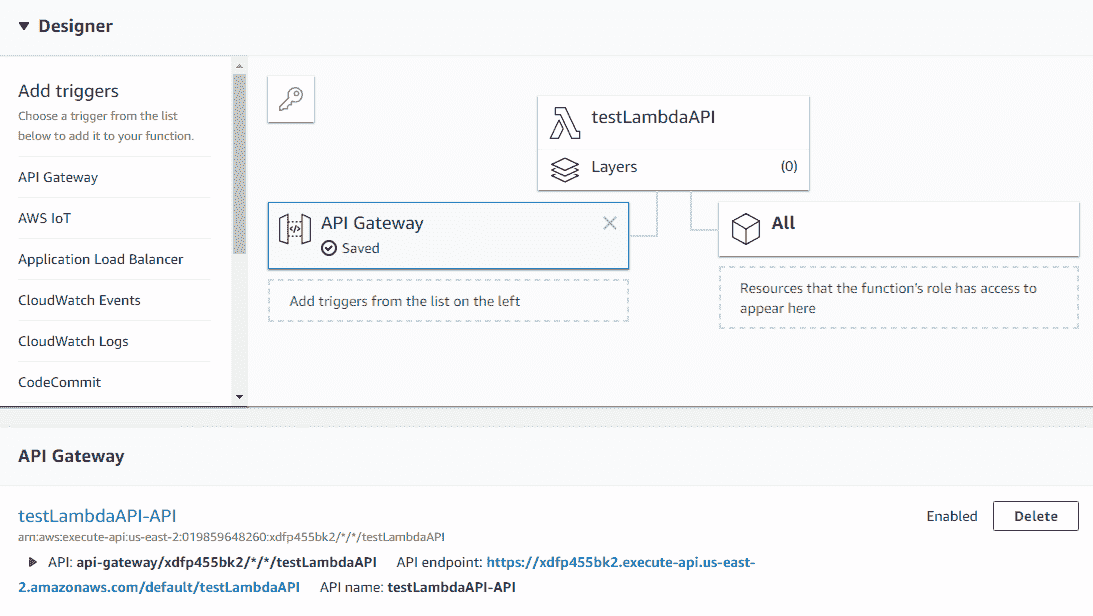 Designer
Add triggers
Choose a trigger from the list
below to add it to your function.
API Gateway
AWS IoT
Application Load Balancer
CloudWatch Events
CloudWatch Logs
CodeCommit
testLambdaAPI
Layers (0)
API Gateway
Saved
Add triggers from the list on the left
All
Resources that the function's role has access to
appear here
API Gateway
testLambdaAPI-API
Enabled Delete
arn:aws:execute-api:us-east-2:019859648260:xdfp455bk2/*/*/testLambdaAPI
API: api-gateway/xdfp455bk2/*/*/testLambdaAPI API endpoint: https://xdfp455bk2.execute-api.us-east-
2.amazonaws.com/default/testLambdaAPI API name: testLambdaAPI-API